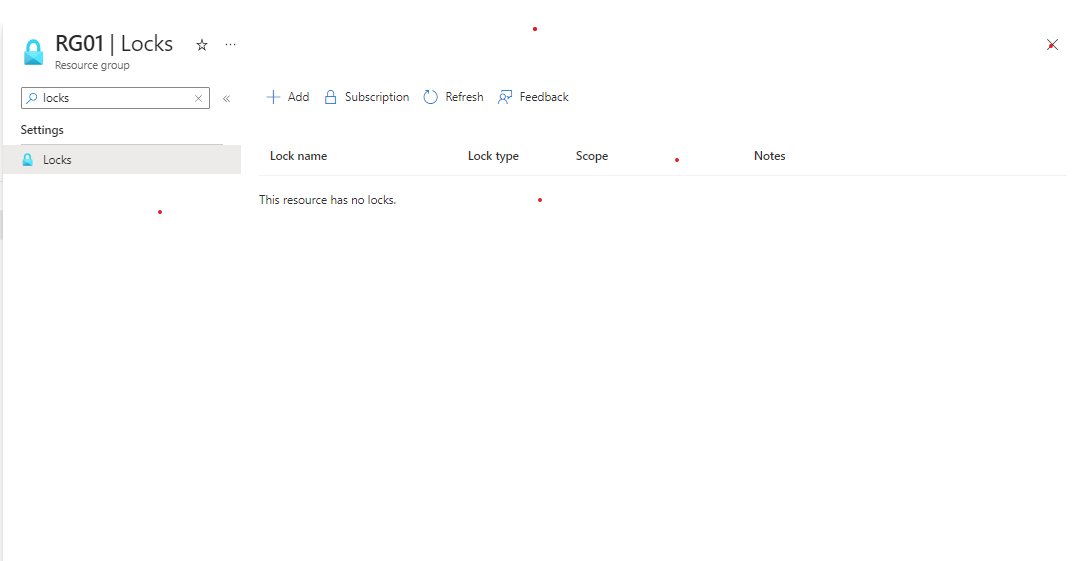 RG01 | Locks
Resource group
locks
Settings
Locks
Add Subscription Refresh Feedback
Lock name Lock type Scope Notes
This resource has no locks.